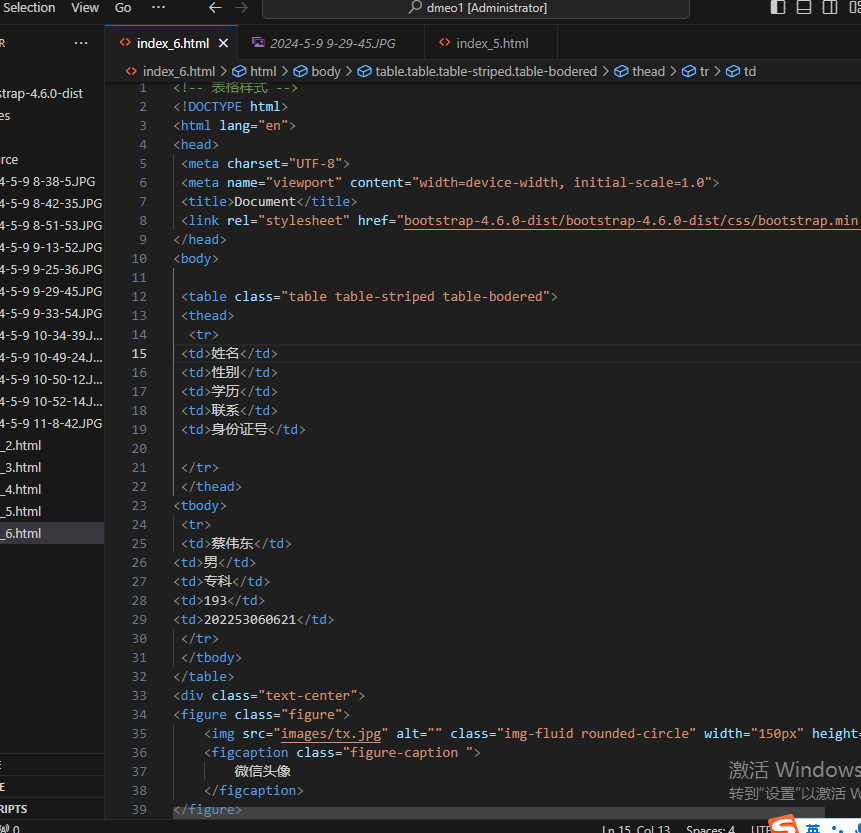 Selection View Go ··· dmeo1 [Administrator]
R ··· index_6.html 2024-5-9 9-29-45.JPG index_5.html
index_6.html > html > body > table.table.table-striped.table-bodered > thead > tr > td
strap-4.6.0-dist
es
rce
4-5-9 8-38-5.JPG
4-5-9 8-42-35.JPG
4-5-9 8-51-53.JPG
4-5-9 9-13-52.JPG
4-5-9 9-25-36.JPG
4-5-9 9-29-45.JPG
4-5-9 9-33-54.JPG
4-5-9 10-34-39.J...
4-5-9 10-49-24.J...
4-5-9 10-50-12.J...
4-5-9 10-52-14.J...
4-5-9 11-8-42.JPG
_2.html
_3.html
_4.html
_5.html
_6.html
E
E
RIPTS
0
1 <!-- 表格样式 -->
2 <!DOCTYPE html>
3 <html lang="en">
4 <head>
5 <meta charset="UTF-8">
6 <meta name="viewport" content="width=device-width, initial-scale=1.0">
7 <title>Document</title>
8 <link rel="stylesheet" href="bootstrap-4.6.0-dist/bootstrap-4.6.0-dist/css/bootstrap.min
9 </head>
10 <body>
11
12 <table class="table table-striped table-bodered">
13 <thead>
14 <tr>
15 <td>姓名</td>
16 <td>性别</td>
17 <td>学历</td>
18 <td>联系</td>
19 <td>身份证号</td>
20
21 </tr>
22 </thead>
23 <tbody>
24 <tr>
25 <td>蔡伟东</td>
26 <td>男</td>
27 <td>专科</td>
28 <td>193</td>
29 <td>202253060621</td>
30 </tr>
31 </tbody>
32 </table>
33 <div class="text-center">
34 <figure class="figure">
35 <img src="images/tx.jpg" alt="" class="img-fluid rounded-circle" width="150px" height=
36 <figcaption class="figure-caption ">
37 微信头像
38 </figcaption>
39 </figure>
激活 Windows
转到"设置"以激活 W
Ln 15, Col 13 Spaces: 4 UTF
英